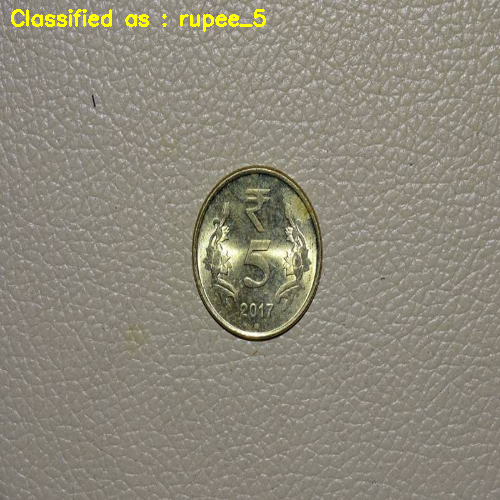 Classified as : rupee_5
₹
5
2017